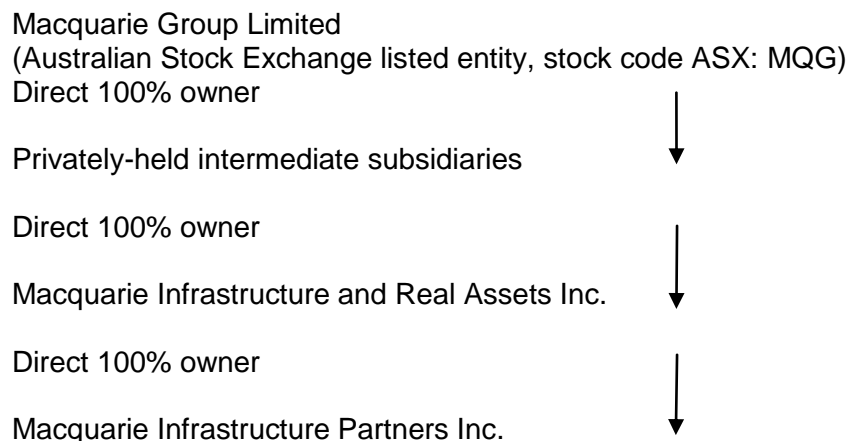 Macquarie Group Limited
(Australian Stock Exchange listed entity, stock code ASX: MQG)
Direct 100% owner
Privately-held intermediate subsidiaries
Direct 100% owner
Macquarie Infrastructure and Real Assets Inc.
Direct 100% owner
Macquarie Infrastructure Partners Inc.